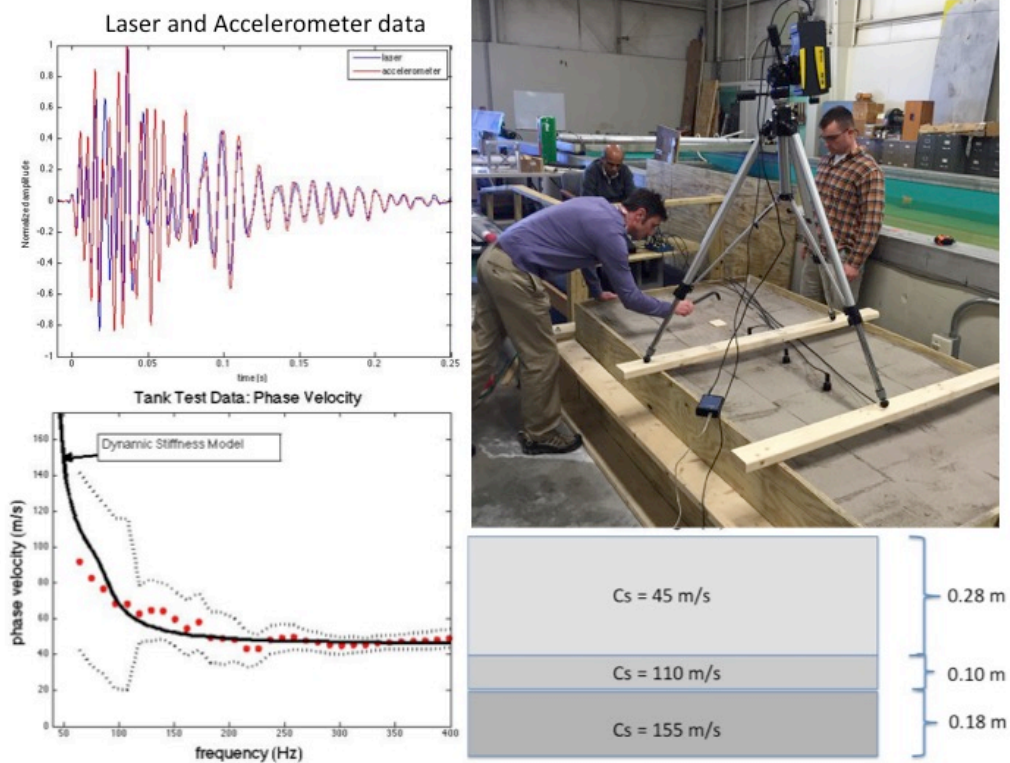 Laser and Accelerometer data
laser
accelerometer
1
0.8
0.6
0.4
0.2
0
-0.2
-0.4
-0.6
-0.8
-1
Normalized amplitude
0
0.05
0.1
0.15
0.2
0.25
time (s)
Tank Test Data: Phase Velocity
Dynamic Stiffness Model
160
140
120
100
80
60
40
20
0
phase velocity (m/s)
50
100
150
200
250
300
350
400
frequency (Hz)
Cs = 45 m/s
0.28 m
Cs = 110 m/s
0.10 m
Cs = 155 m/s
0.18 m